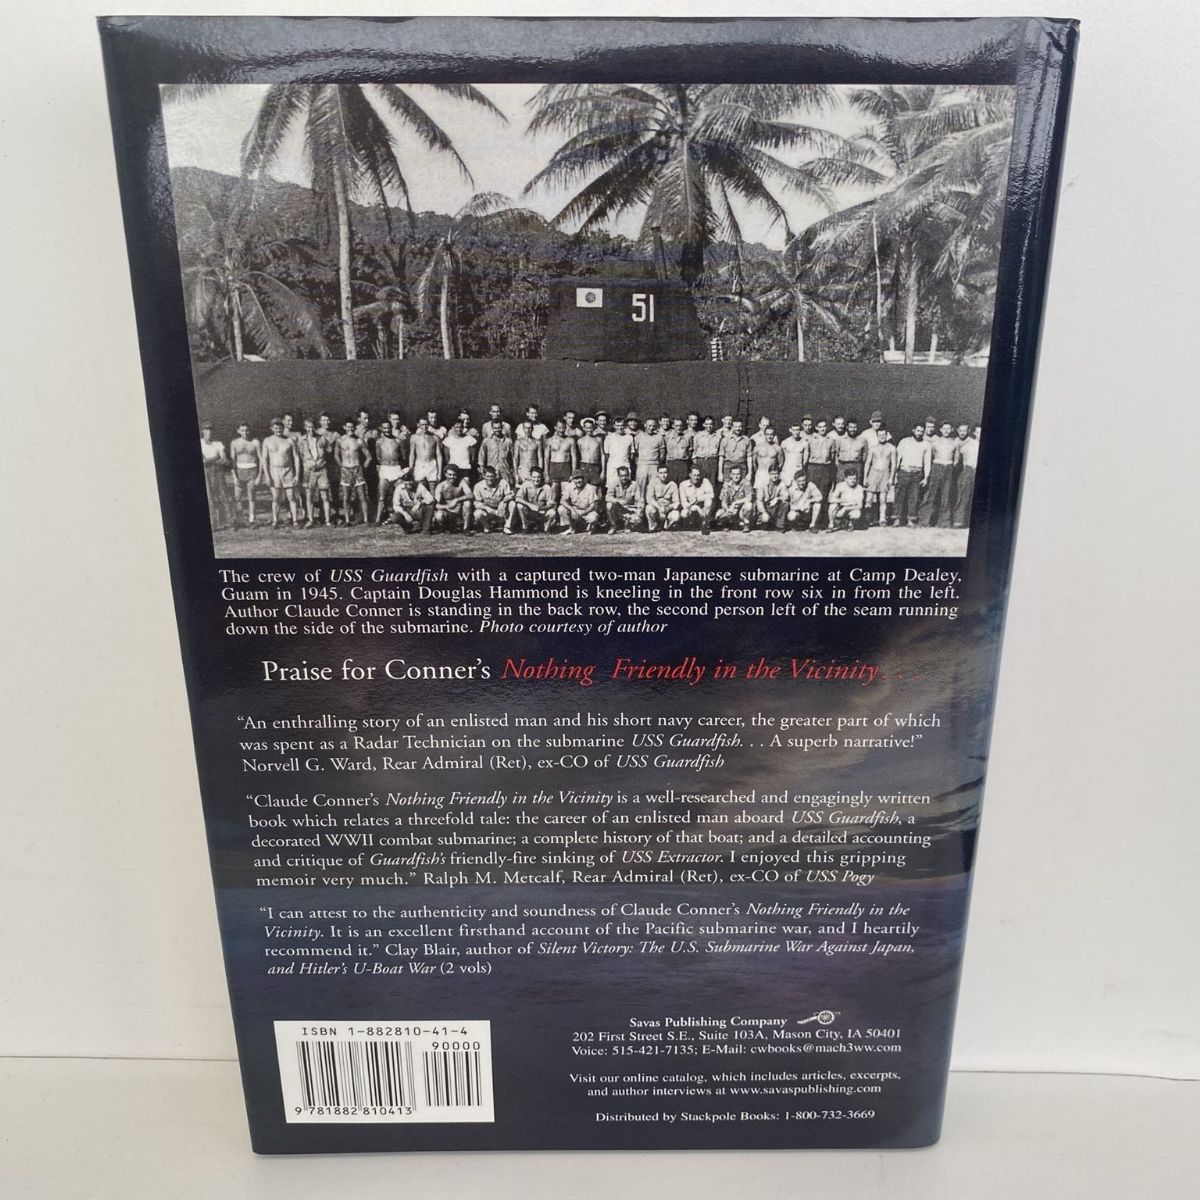 51
The crew of USS Guardfish with a captured two-man Japanese submarine at Camp Dealey,
Guam in 1945. Captain Douglas Hammond is kneeling in the front row six in from the left.
Author Claude Conner is standing in the back row, the second person left of the seam running
down the side of the submarine. Photo courtesy of author
Praise for Conner's Nothing Friendly in the Vicinity. . .
“An enthralling story of an enlisted man and his short navy career, the greater part of which
was spent as a Radar Technician on the submarine USS Guardfish. . . A superb narrative!”
Norvell G. Ward, Rear Admiral (Ret), ex-CO of USS Guardfish
“Claude Conner's Nothing Friendly in the Vicinity is a well-researched and engagingly written
book which relates a threefold tale: the career of an enlisted man aboard USS Guardfish, a
decorated WWII combat submarine; a complete history of that boat; and a detailed accounting
and critique of Guardfish's friendly-fire sinking of USS Extractor. I enjoyed this gripping
memoir very much.” Ralph M. Metcalf, Rear Admiral (Ret), ex-CO of USS Pogy
“I can attest to the authenticity and soundness of Claude Conner's Nothing Friendly in the
Vicinity. It is an excellent firsthand account of the Pacific submarine war, and I heartily
recommend it.” Clay Blair, author of Silent Victory: The U.S. Submarine War Against Japan,
and Hitler's U-Boat War (2 vols)
ISBN 1-882810-41-4
90000
9 781882 810413
Savas Publishing Company
202 First Street S.E., Suite 103A, Mason City, IA 50401
Voice: 515-421-7135; E-Mail: cwbooks@mach3ww.com
Visit our online catalog, which includes articles, excerpts,
and author interviews at www.savaspublishing.com
Distributed by Stackpole Books: 1-800-732-3669